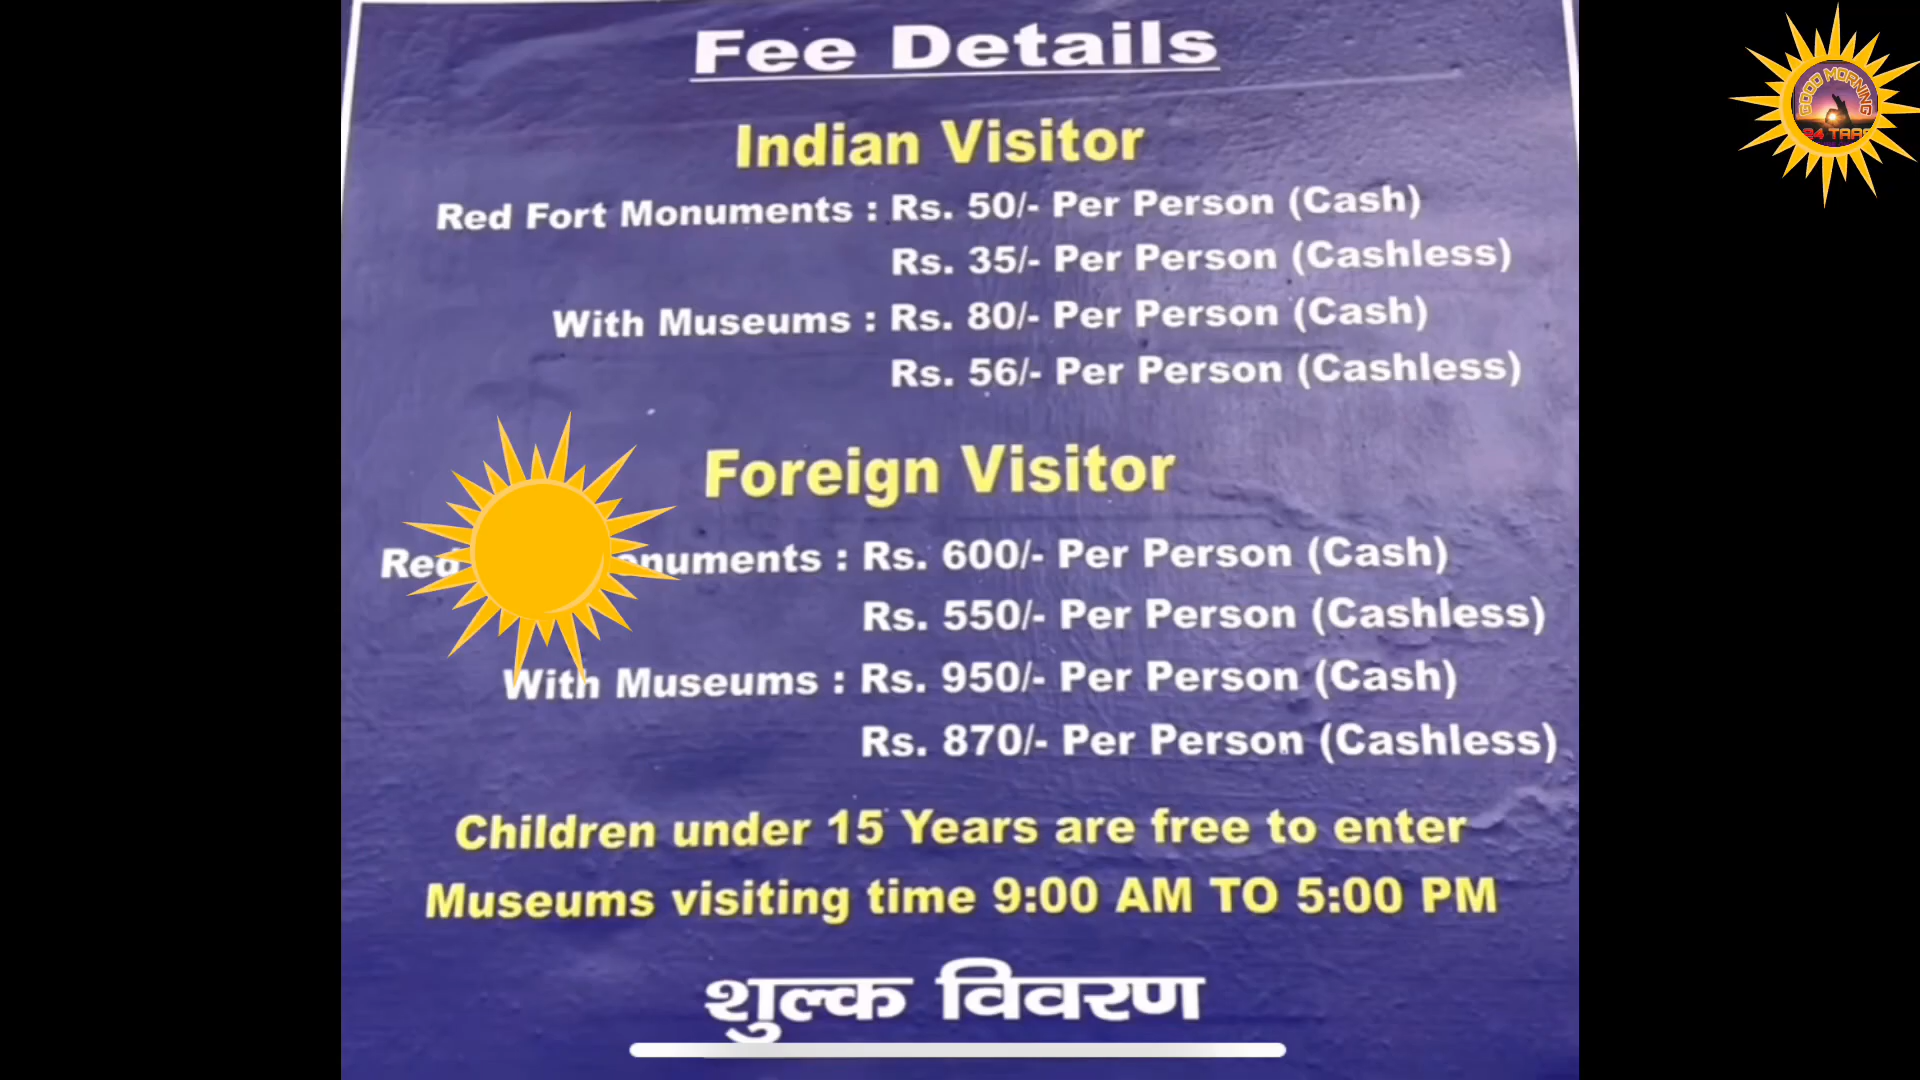 Fee Details
Indian Visitor
Red Fort Monuments : Rs. 50/- Per Person (Cash)
Rs. 35/- Per Person (Cashless)
With Museums : Rs. 80/- Per Person (Cash)
Rs. 56/- Per Person (Cashless)
Foreign Visitor
Red : Rs. 600/- Per Person (Cash)
Rs. 550/- Per Person (Cashless)
With Museums : Rs. 950/- Per Person (Cash)
Rs. 870/- Per Person (Cashless)
Children under 15 Years are free to enter
Museums visiting time 9:00 AM TO 5:00 PM
शुल्क विवरण
GOOD MORNING